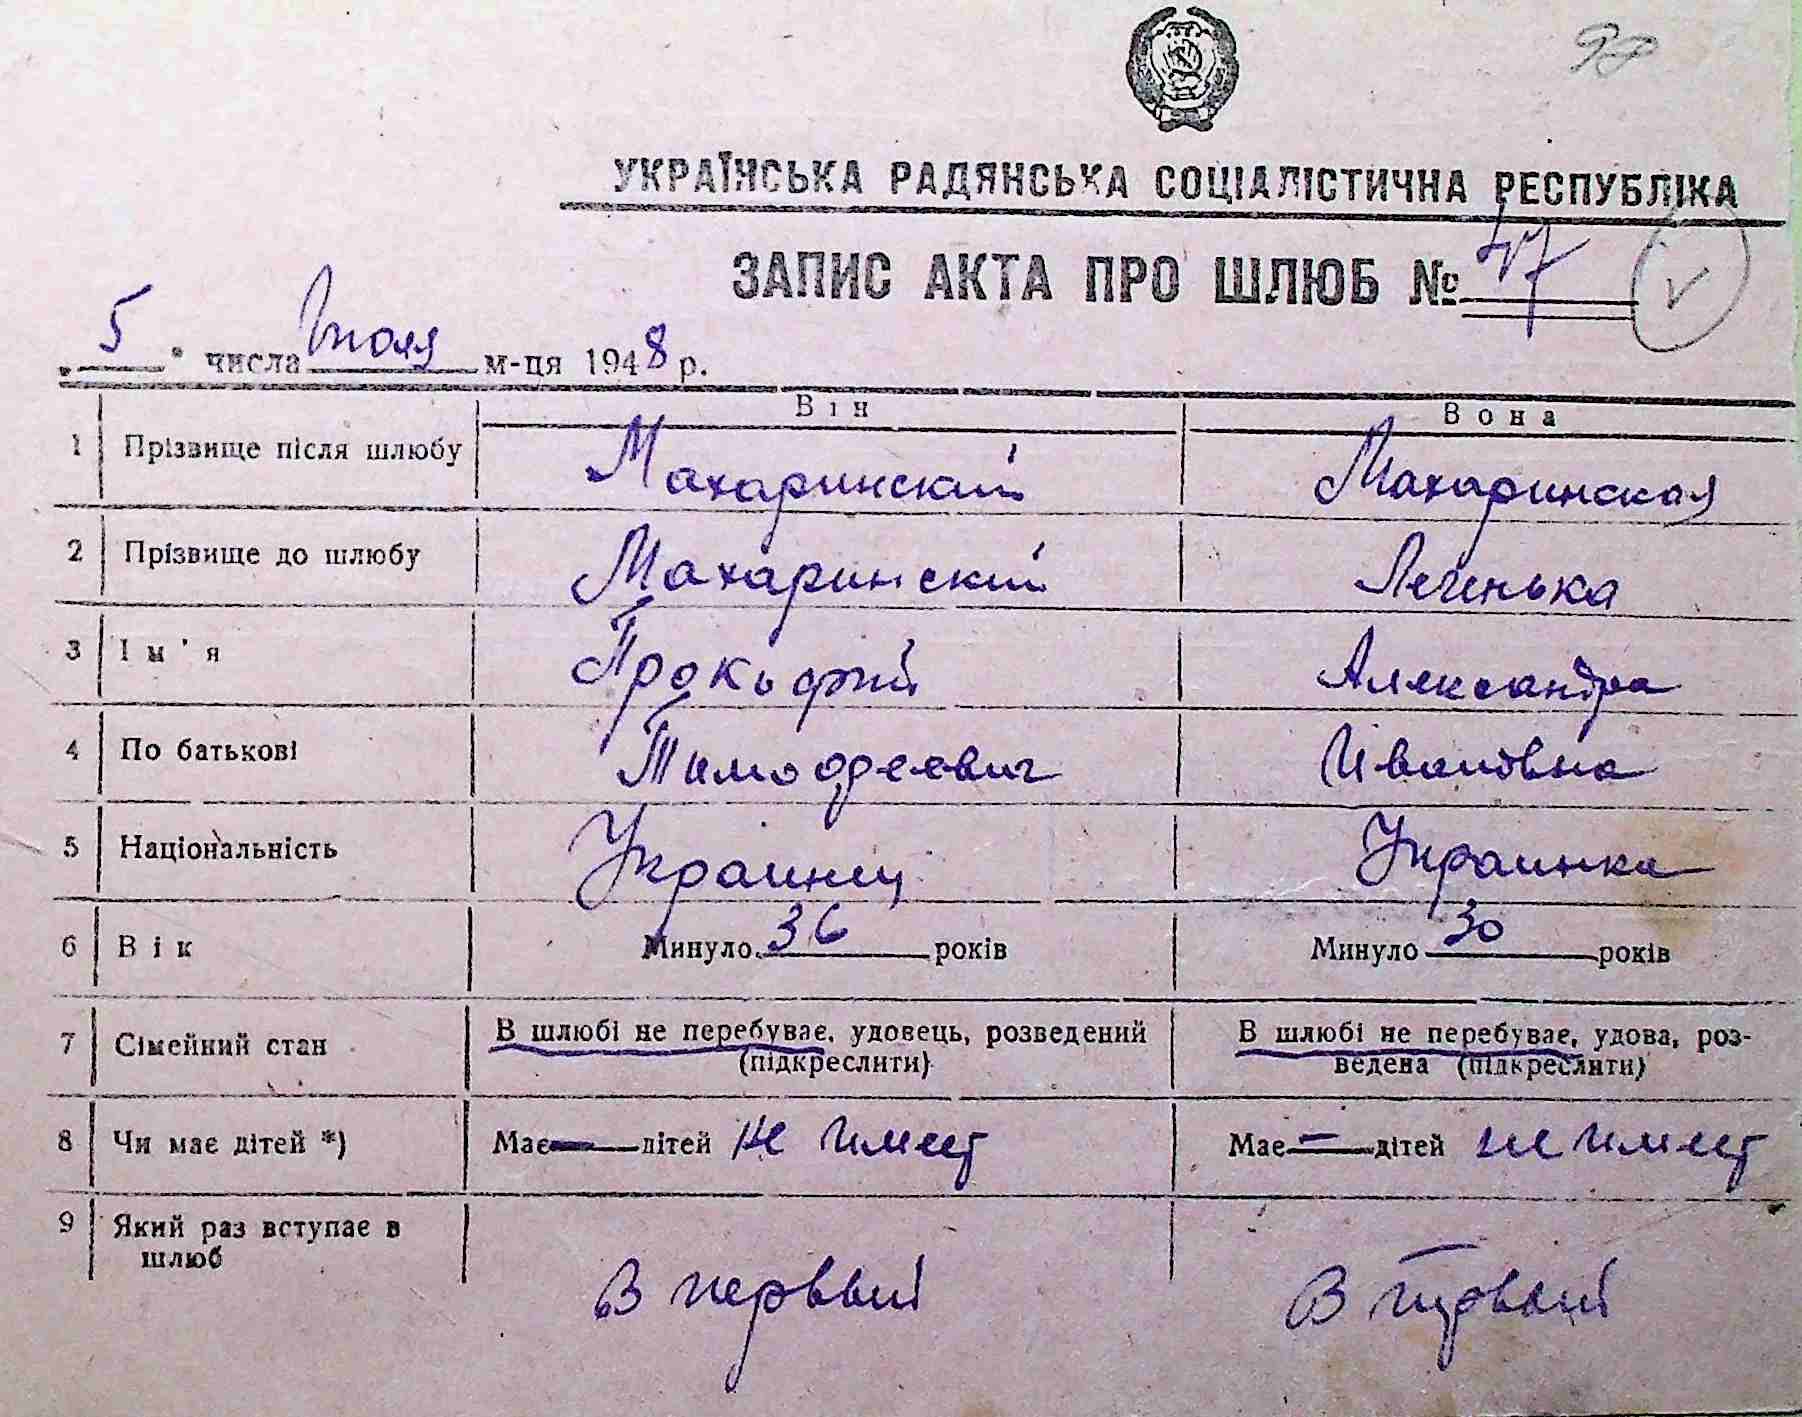 98
УКРАЇНСЬКА РАДЯНСЬКА СОЦІАЛІСТИЧНА РЕСПУБЛІКА
ЗАПИС АКТА ПРО ШЛЮБ № 47
"5" числа Июля м-ця 1948 р.
Він Вона
1 Прізвище після шлюбу Махаринский Махаринская
2 Прізвище до шлюбу Махаринский Леченька
3 Ім'я Прокофий Александра
4 По батькові Тимофеевич Ивановна
5 Національність Украинец Украинка
6 Вік Минуло 36 років Минуло 30 років
7 Сімейний стан В шлюбі не перебуває, удовець, розведений (підкреслити) В шлюбі не перебуває, удова, роз-
ведена (підкреслити)
8 Чи має дітей *) Має — дітей не имеет Має — дітей не имеет
9 Який раз вступає в
шлюб В первый В первый